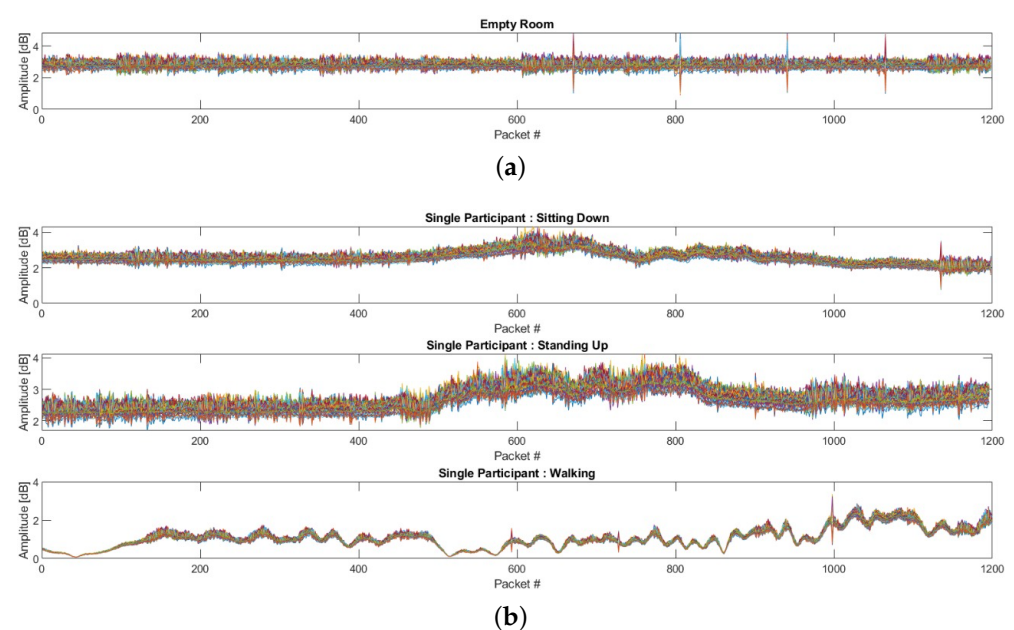 Empty Room
Amplitude [dB]
4
2
0
0 200 400 600 800 1000 1200
Packet #
(a)
Single Participant : Sitting Down
Amplitude [dB]
4
2
0
0 200 400 600 800 1000 1200
Packet #
Single Participant : Standing Up
Amplitude [dB]
4
3
2
0 200 400 600 800 1000 1200
Packet #
Single Participant : Walking
Amplitude [dB]
4
2
0
0 200 400 600 800 1000 1200
Packet #
(b)